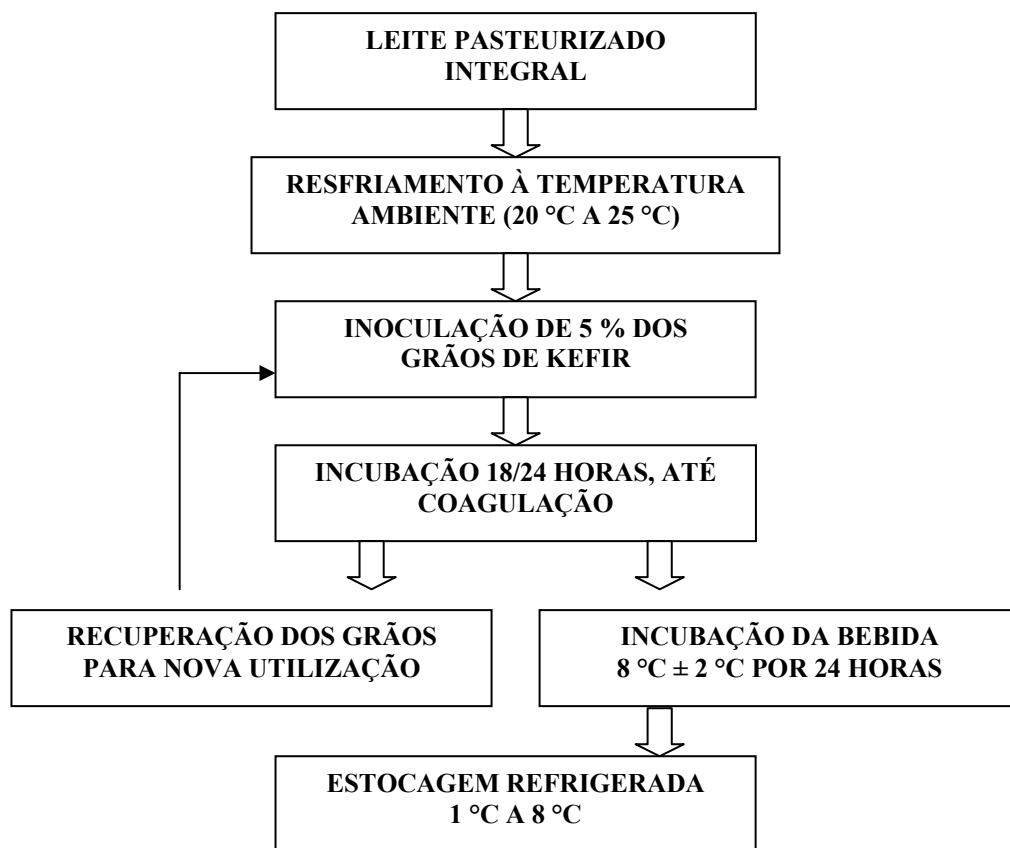 LEITE PASTEURIZADO
INTEGRAL
RESFRIAMENTO À TEMPERATURA
AMBIENTE (20 °C A 25 °C)
INOCULAÇÃO DE 5 % DOS
GRÃOS DE KEFIR
INCUBAÇÃO 18/24 HORAS, ATÉ
COAGULAÇÃO
RECUPERAÇÃO DOS GRÃOS
PARA NOVA UTILIZAÇÃO
INCUBAÇÃO DA BEBIDA
8 °C ± 2 °C POR 24 HORAS
ESTOCAGEM REFRIGERADA
1 °C A 8 °C